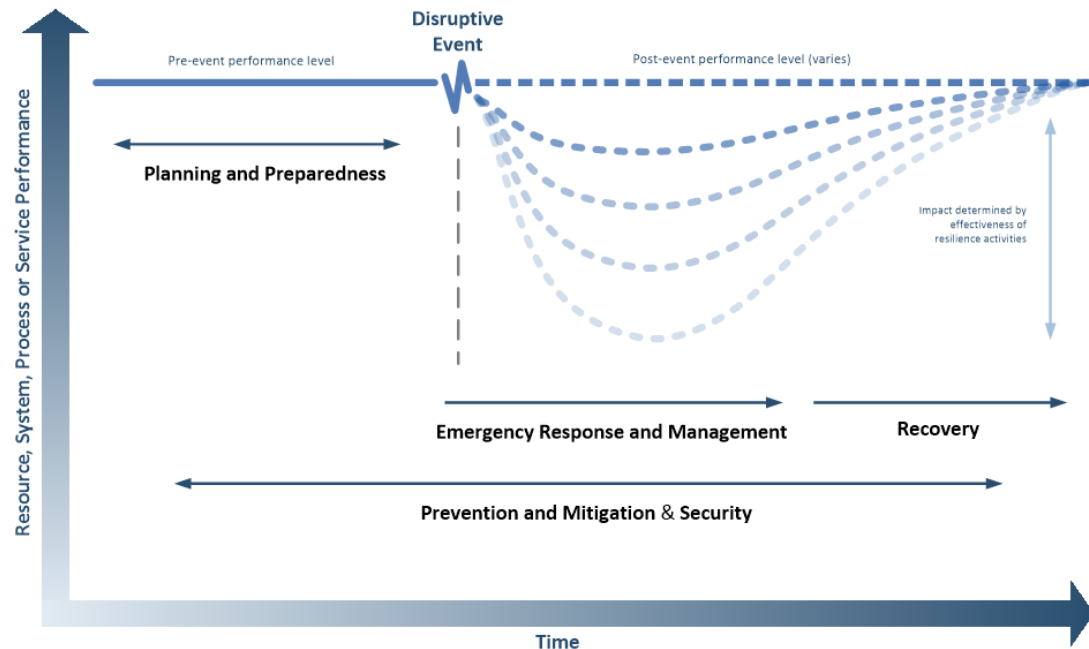 Disruptive
Event
Pre-event performance level
Post-event performance level (varies)
Planning and Preparedness
Impact determined by
effectiveness of
resilience activities
Emergency Response and Management
Recovery
Prevention and Mitigation & Security
Resource, System, Process or Service Performance
Time